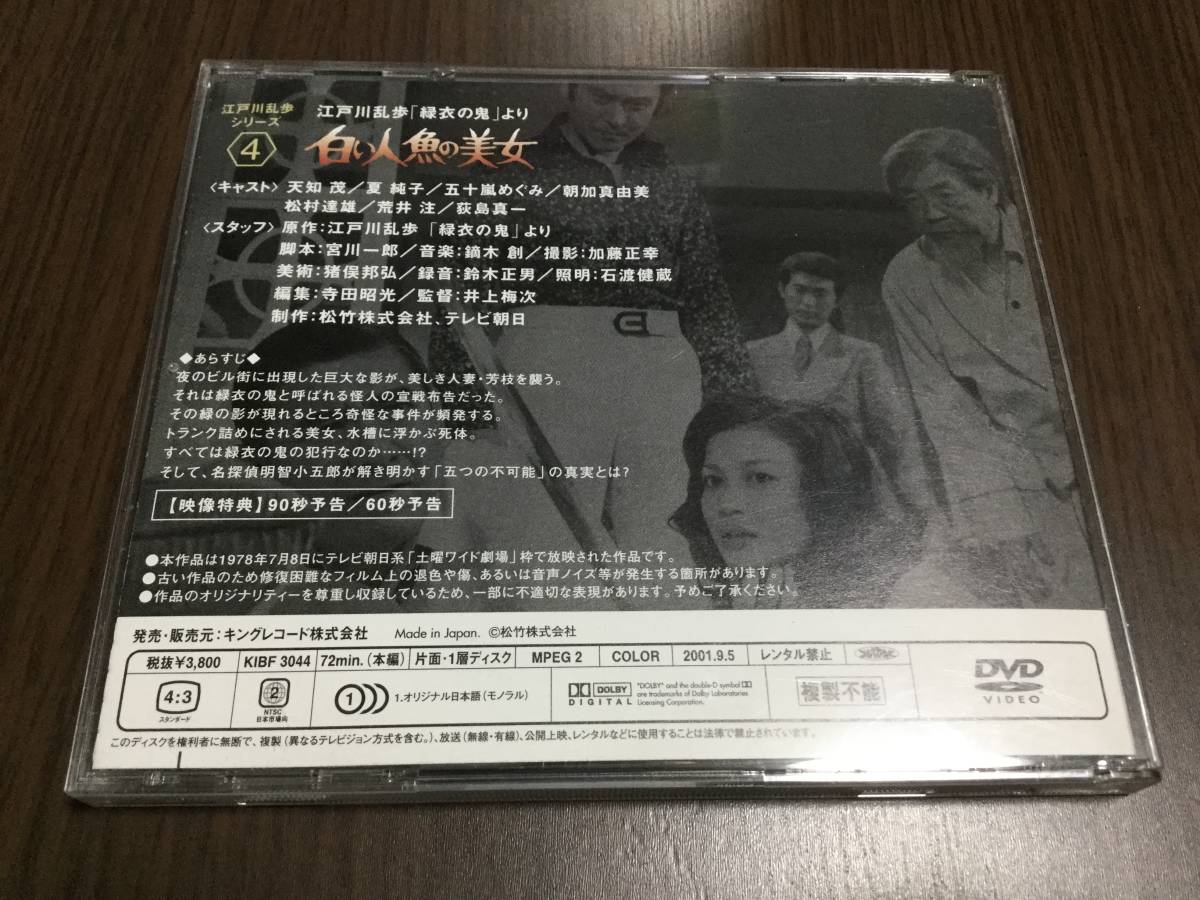 江戸川乱歩
シリーズ
4
江戸川乱歩「緑衣の鬼」より
白い人魚の美女
〈キャスト〉天知 茂／夏 純子／五十嵐めぐみ／朝加真由美
松村達雄／荒井 注／荻島真一
〈スタッフ〉原作:江戸川乱歩 「緑衣の鬼」より
脚本:宮川一郎／音楽:鏑木 創／撮影:加藤正幸
美術:猪俣邦弘／録音:鈴木正男／照明:石渡健蔵
編集:寺田昭光／監督:井上梅次
制作:松竹株式会社、テレビ朝日
◆あらすじ◆
夜のビル街に出現した巨大な影が、美しき人妻・芳枝を襲う。
それは緑衣の鬼と呼ばれる怪人の宣戦布告だった。
その緑の影が現れるところ奇怪な事件が頻発する。
トランク詰めにされる美女、水槽に浮かぶ死体。
すべては緑衣の鬼の犯行なのか……!?
そして、名探偵明智小五郎が解き明かす「五つの不可能」の真実とは?
【映像特典】90秒予告／60秒予告
●本作品は1978年7月8日にテレビ朝日系「土曜ワイド劇場」枠で放映された作品です。
●古い作品のため修復困難なフィルム上の退色や傷、あるいは音声ノイズ等が発生する箇所があります。
●作品のオリジナリティーを尊重し収録しているため、一部に不適切な表現があります。予めご了承ください。
発売・販売元:キングレコード株式会社 Made in Japan. ©松竹株式会社
税抜¥3,800 KIBF 3044 72min.(本編) 片面・1層ディスク MPEG 2 COLOR 2001.9.5 レンタル禁止
4:3
スタンダード
2
NTSC
日本市場向
1
1.オリジナル日本語(モノラル)
DOLBY
DIGITAL
"DOLBY" and the double-D symbol
are trademarks of Dolby Laboratories
Licensing Corporation.
複製不能
DVD
VIDEO
このディスクを権利者に無断で、複製(異なるテレビジョン方式を含む。)、放送(無線・有線)、公開上映、レンタルなどに使用することは法律で禁止されています。